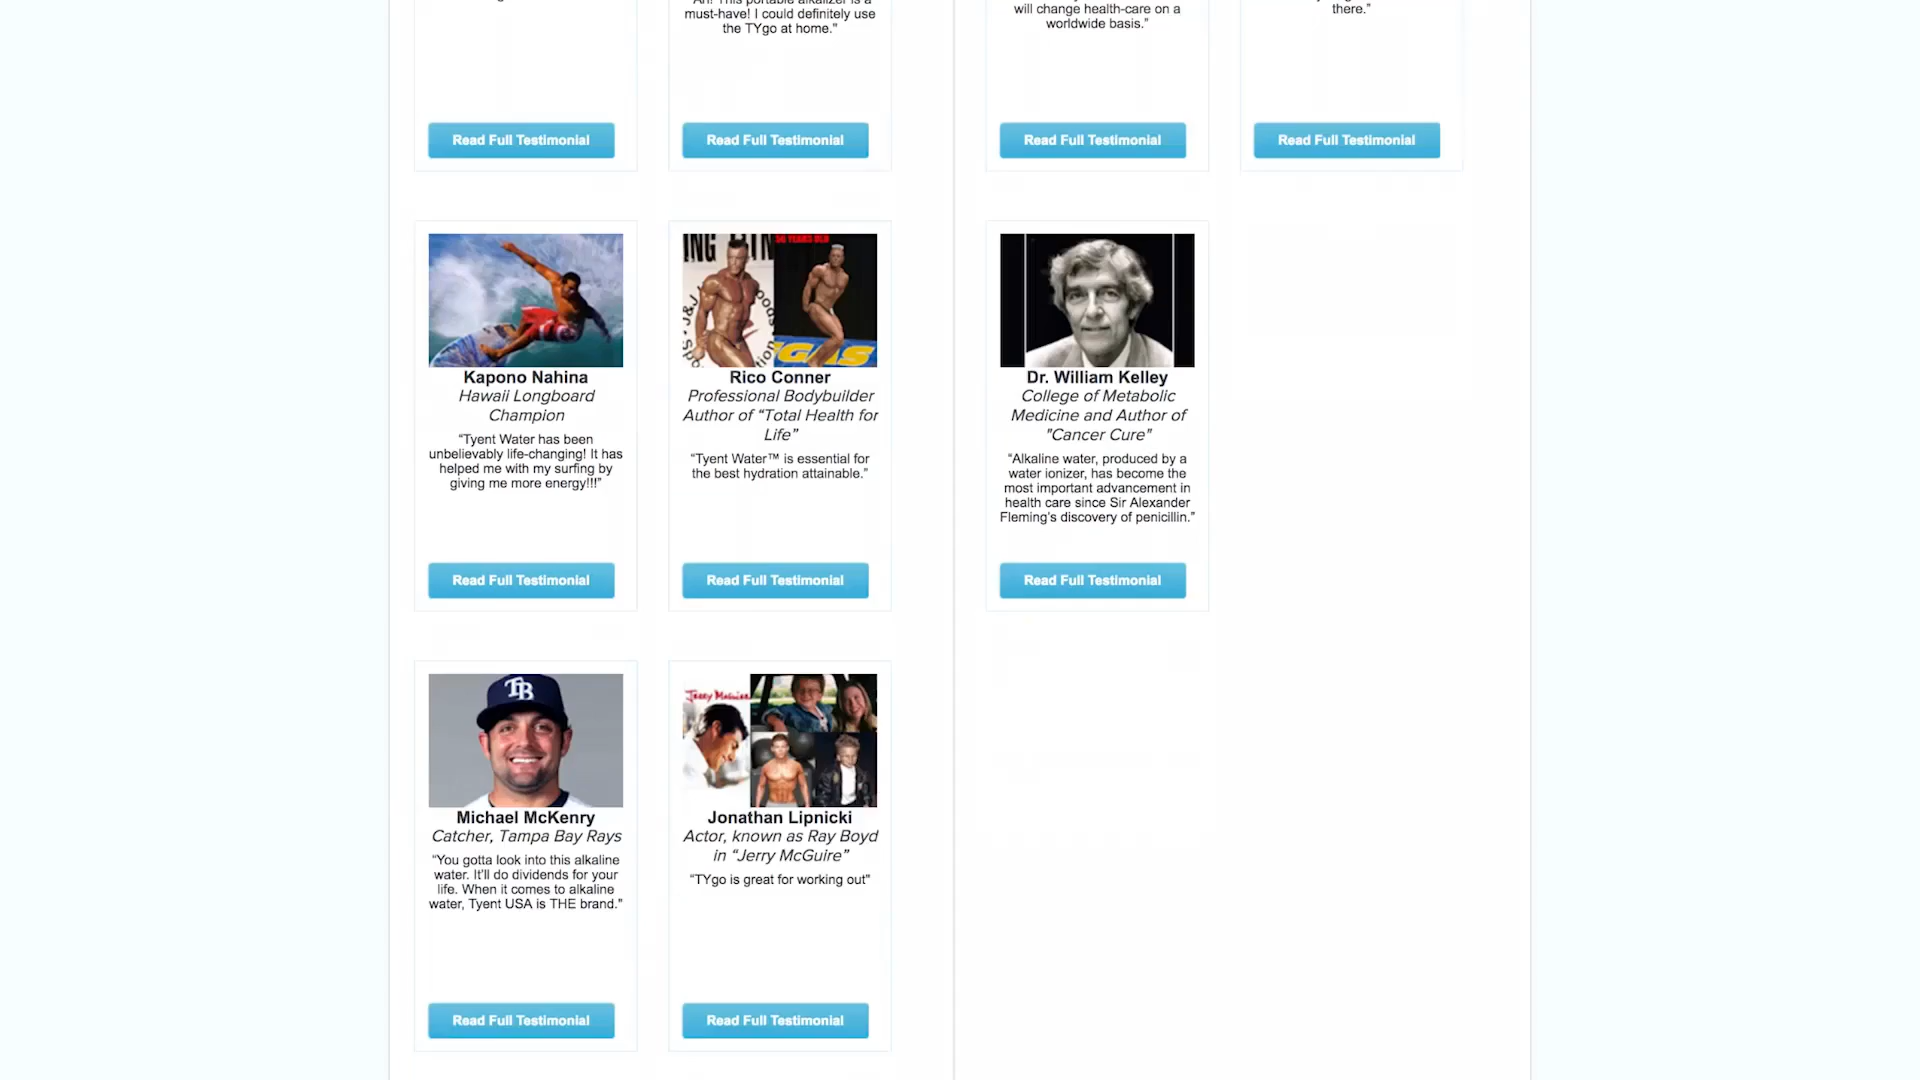 must-have! I could definitely use
the TYgo at home."
will change health-care on a
worldwide basis.”
there.”
Read Full Testimonial
Read Full Testimonial
Read Full Testimonial
Read Full Testimonial
Kapono Nahina
Hawaii Longboard
Champion
“Tyent Water has been
unbelievably life-changing! It has
helped me with my surfing by
giving me more energy!!!”
Read Full Testimonial
56 YEARS OLD
Rico Conner
Professional Bodybuilder
Author of “Total Health for
Life”
“Tyent Water™ is essential for
the best hydration attainable.”
Read Full Testimonial
Dr. William Kelley
College of Metabolic
Medicine and Author of
"Cancer Cure"
“Alkaline water, produced by a
water ionizer, has become the
most important advancement in
health care since Sir Alexander
Fleming’s discovery of penicillin.”
Read Full Testimonial
TB
Michael McKenry
Catcher, Tampa Bay Rays
“You gotta look into this alkaline
water. It’ll do dividends for your
life. When it comes to alkaline
water, Tyent USA is THE brand.”
Read Full Testimonial
Jerry Maguire
Jonathan Lipnicki
Actor, known as Ray Boyd
in “Jerry McGuire”
“TYgo is great for working out"
Read Full Testimonial